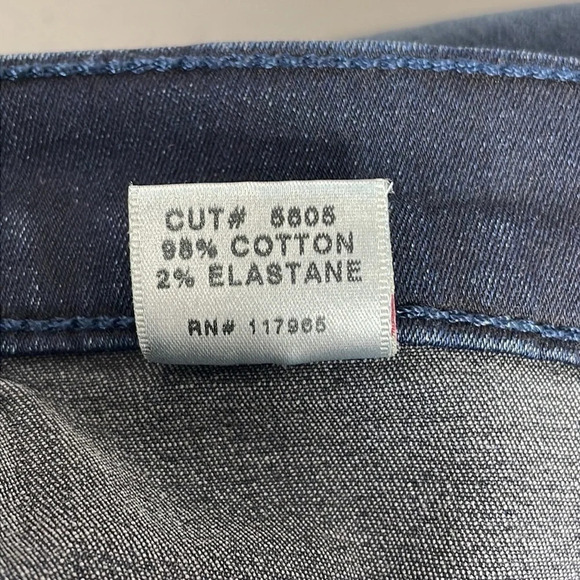 CUT# 5605
98% COTTON
2% ELASTANE
RN# 117965